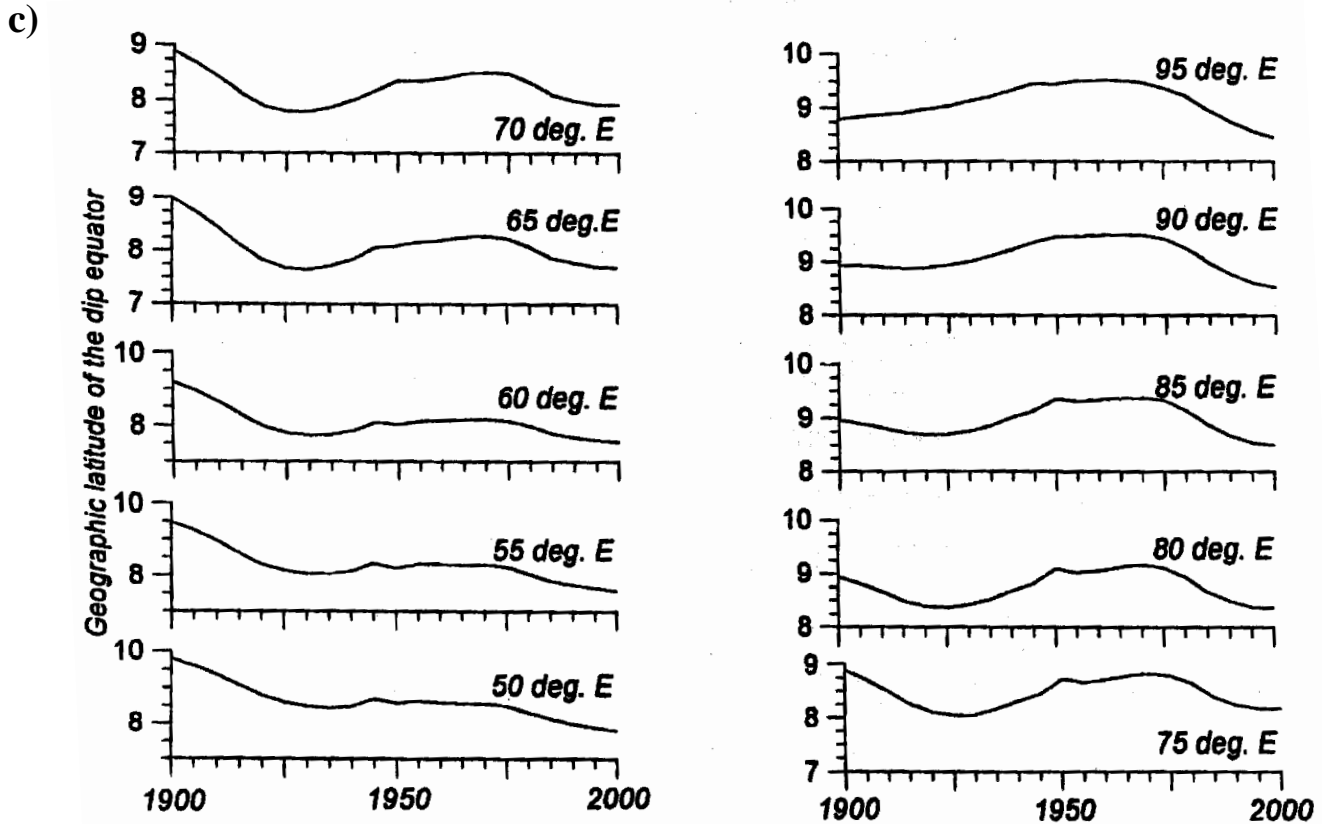 c)
Geographic latitude of the dip equator
9
8
7
70 deg. E
9
8
7
65 deg.E
10
8
60 deg. E
10
8
55 deg. E
10
8
50 deg. E
1900 1950 2000
10
9
8
95 deg. E
10
9
8
90 deg. E
10
9
8
85 deg. E
10
9
8
80 deg. E
9
8
7
75 deg. E
1900 1950 2000